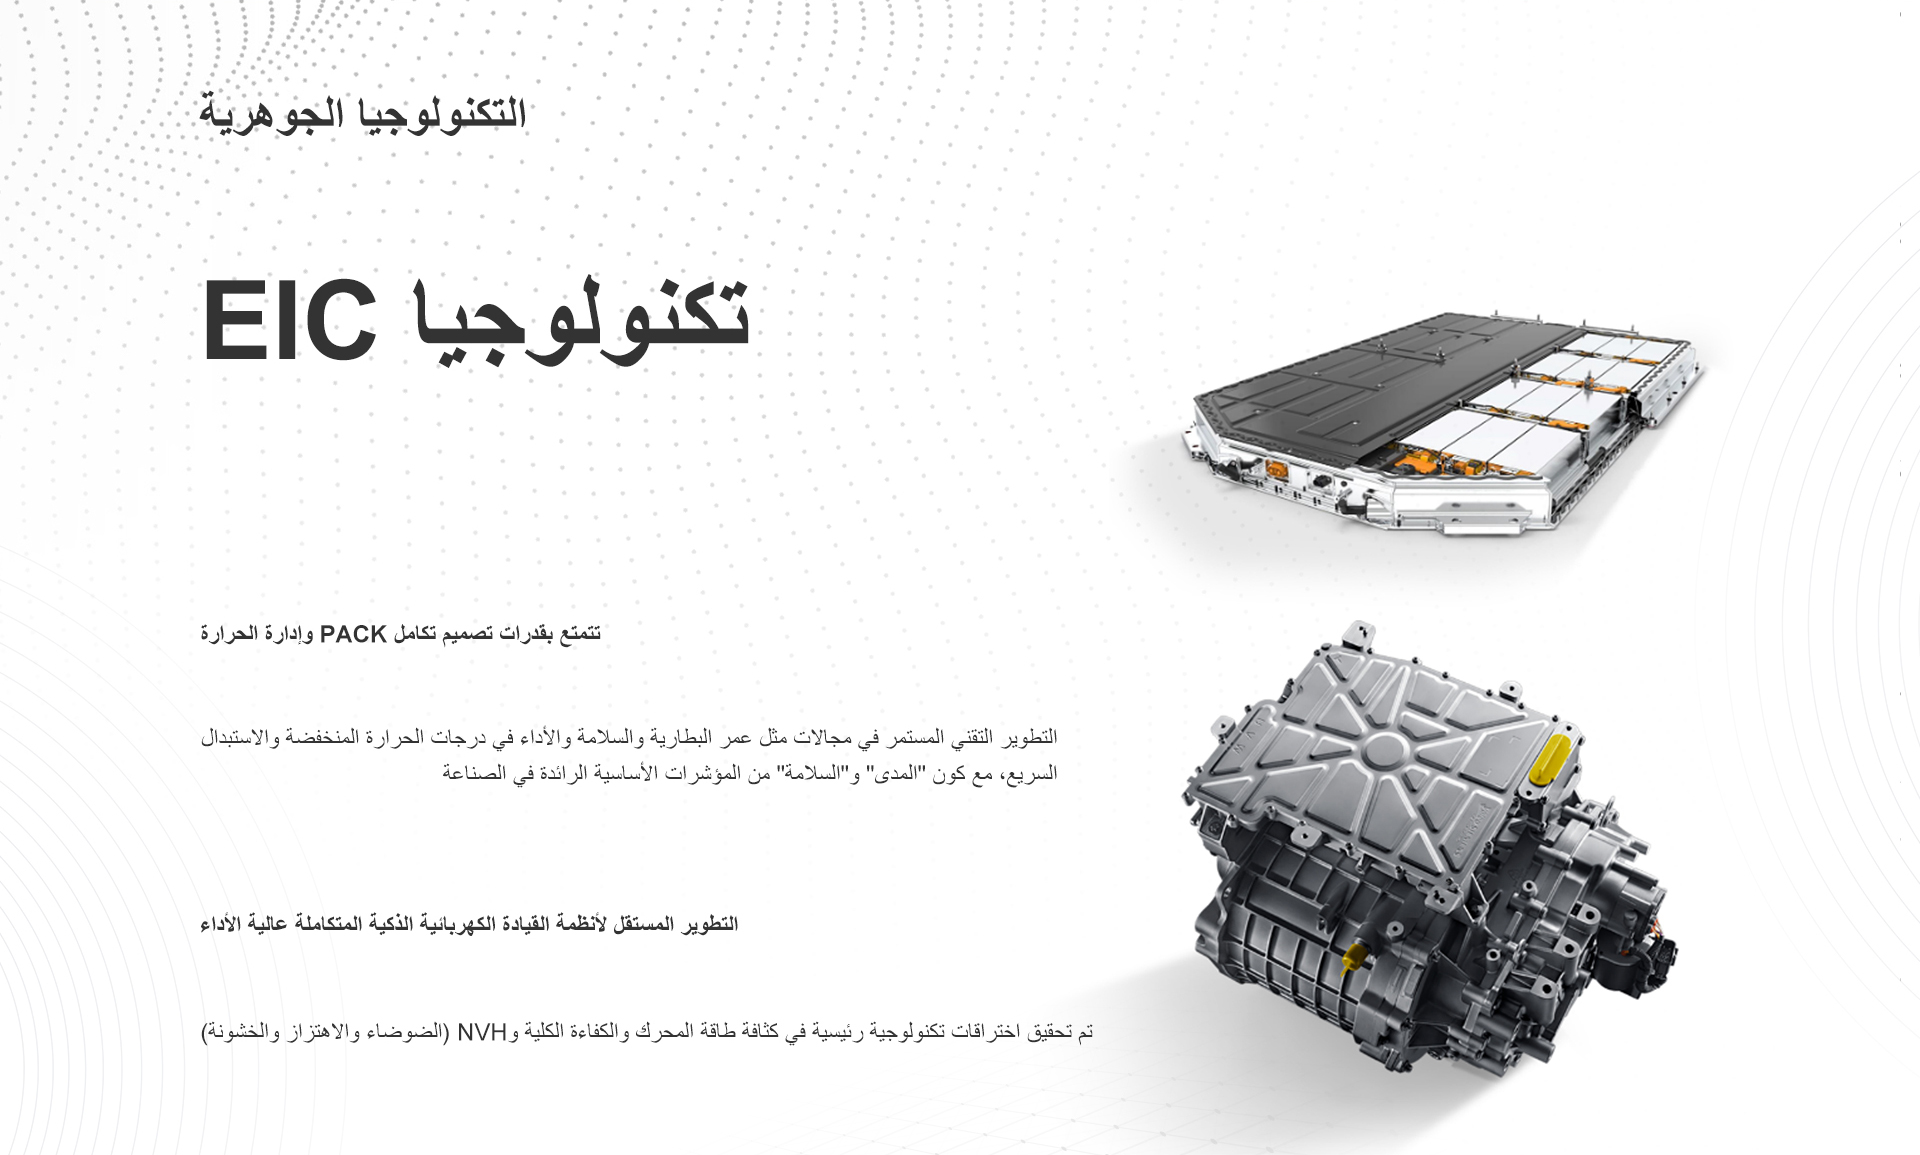 التكنولوجيا الجوهرية
تكنولوجيا EIC
تتمتع بقدرات تصميم تكامل PACK وإدارة الحرارة
التطوير التقني المستمر في مجالات مثل عمر البطارية والسلامة والأداء في درجات الحرارة المنخفضة والاستبدال
السريع، مع كون "المدى" و"السلامة" من المؤشرات الأساسية الرائدة في الصناعة
التطوير المستقل لأنظمة القيادة الكهربائية الذكية المتكاملة عالية الأداء
تم تحقيق اختراقات تكنولوجية رئيسية في كثافة طاقة المحرك والكفاءة الكلية وNVH (الضوضاء والاهتزاز والخشونة)